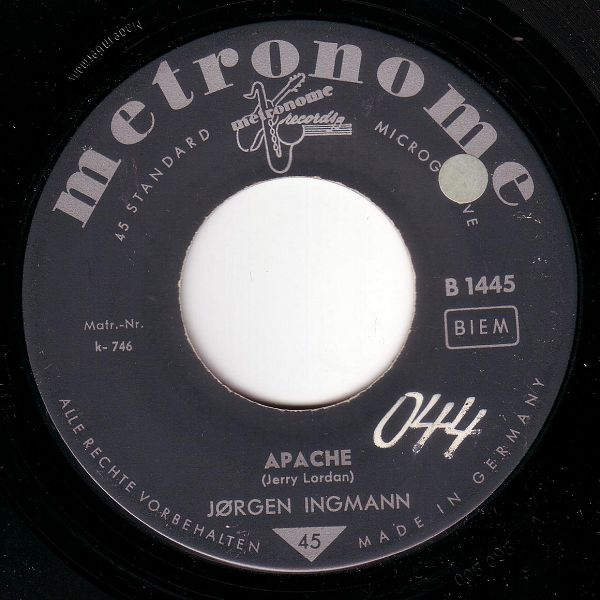 metronome
metronome
records
45 STANDARD
MICROGROOVE
B 1445
BIEM
Matr.-Nr.
k- 746
044
APACHE
(Jerry Lordan)
JØRGEN INGMANN
45
ALLE RECHTE VORBEHALTEN
MADE IN GERMANY